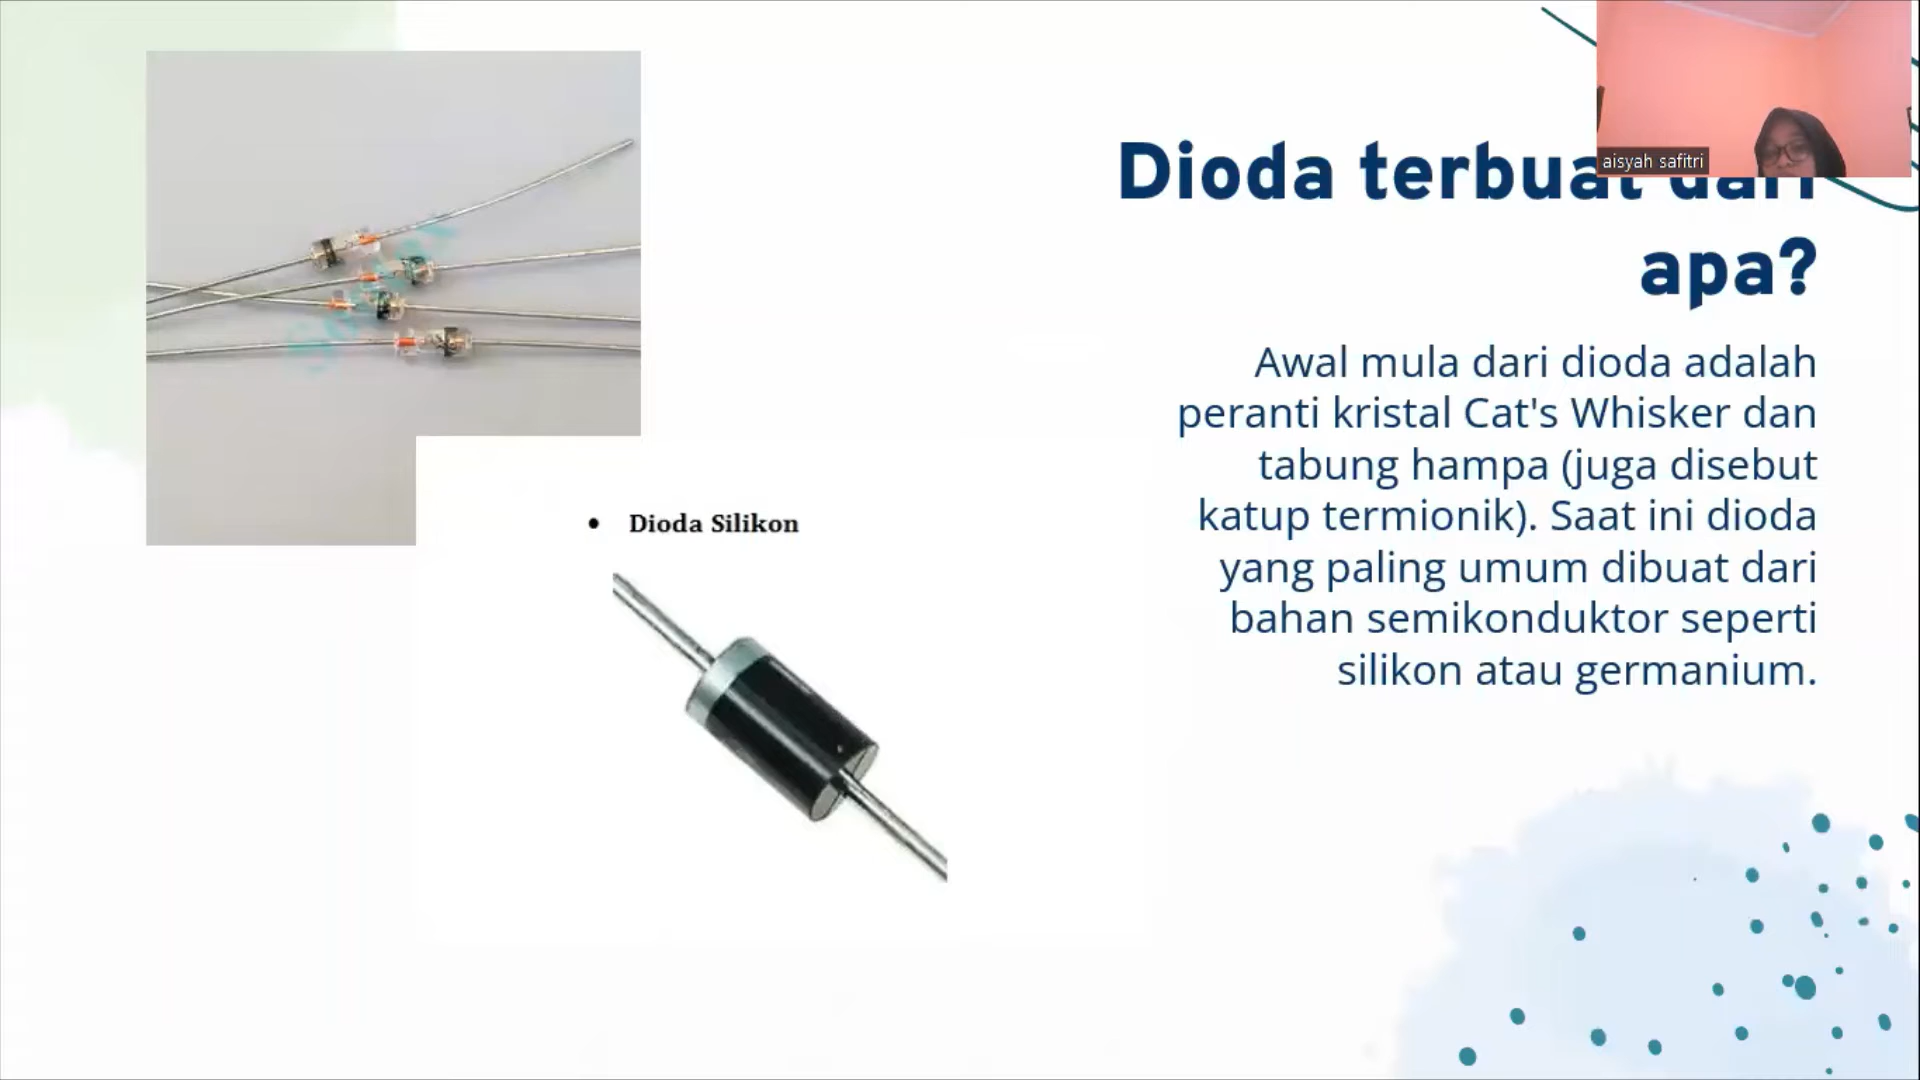 aisyah safitri
Dioda terbuat dari
apa?
Awal mula dari dioda adalah
peranti kristal Cat's Whisker dan
tabung hampa (juga disebut
katup termionik). Saat ini dioda
yang paling umum dibuat dari
bahan semikonduktor seperti
silikon atau germanium.
• Dioda Silikon